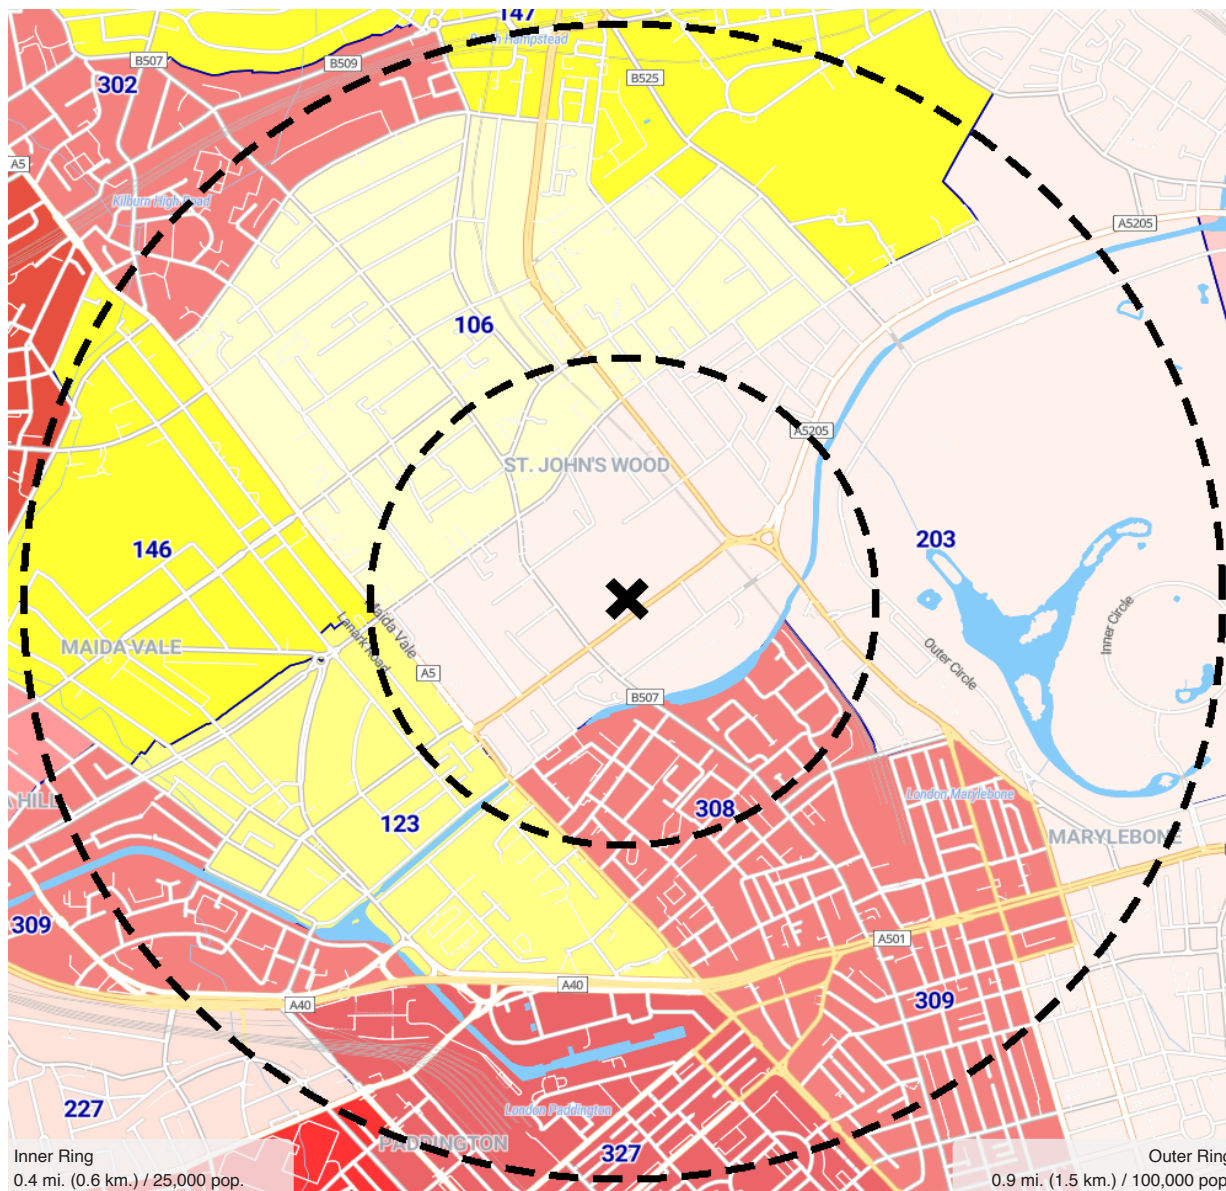 147
South Hampstead
B507
B509
B525
302
A5
Kilburn High Road
A5205
106
A5205
ST. JOHN'S WOOD
203
146
Inner Circle
Maida Vale
Lanark Road
MAIDA VALE
Outer Circle
A5
B507
London Marylebone
A HILL
308
123
MARYLEBONE
309
A501
A40
A40
309
227
London Paddington
PADDINGTON
327
Inner Ring
0.4 mi. (0.6 km.) / 25,000 pop.
Outer Ring
0.9 mi. (1.5 km.) / 100,000 pop